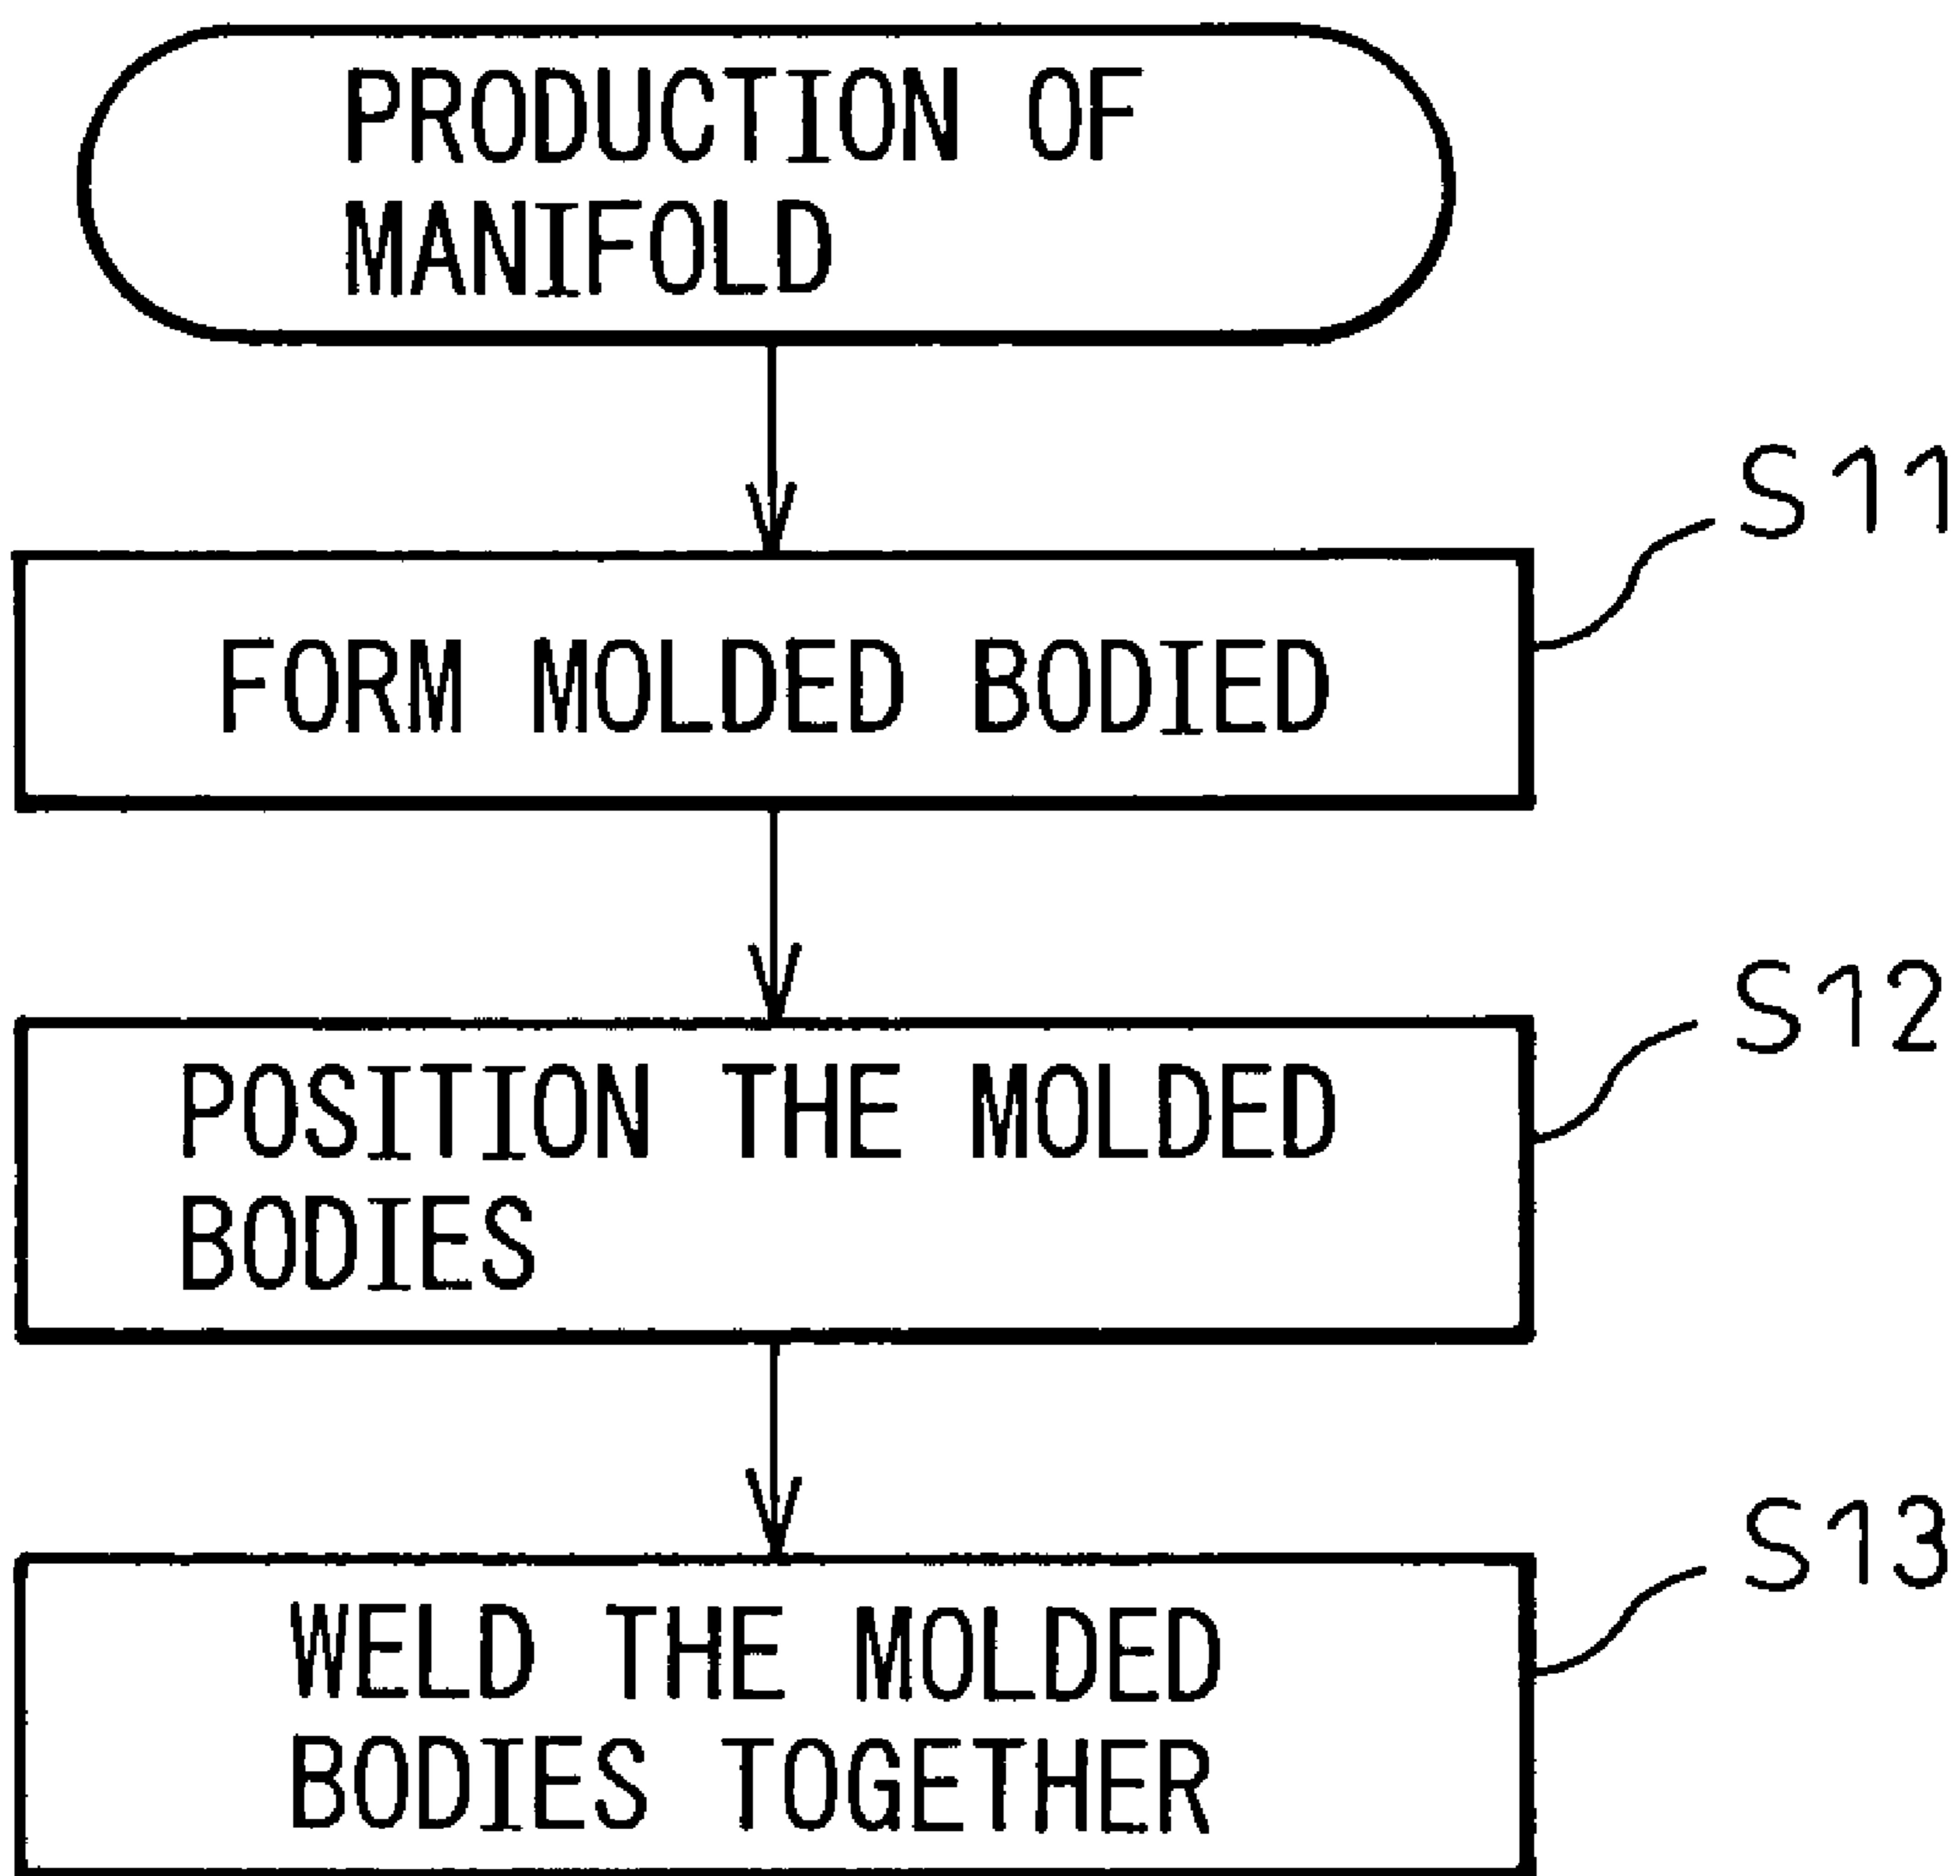 PRODUCTION OF
MANIFOLD
S11
FORM MOLDED BODIED
S12
POSITION THE MOLDED
BODIES
S13
WELD THE MOLDED
BODIES TOGETHER